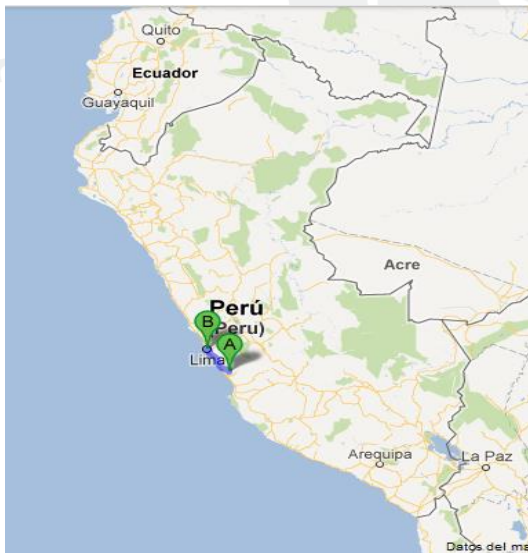 Quito
Ecuador
Guayaquil
Acre
Perú
(Peru)
B
A
Lima
Arequipa
La Paz
Datos del ma